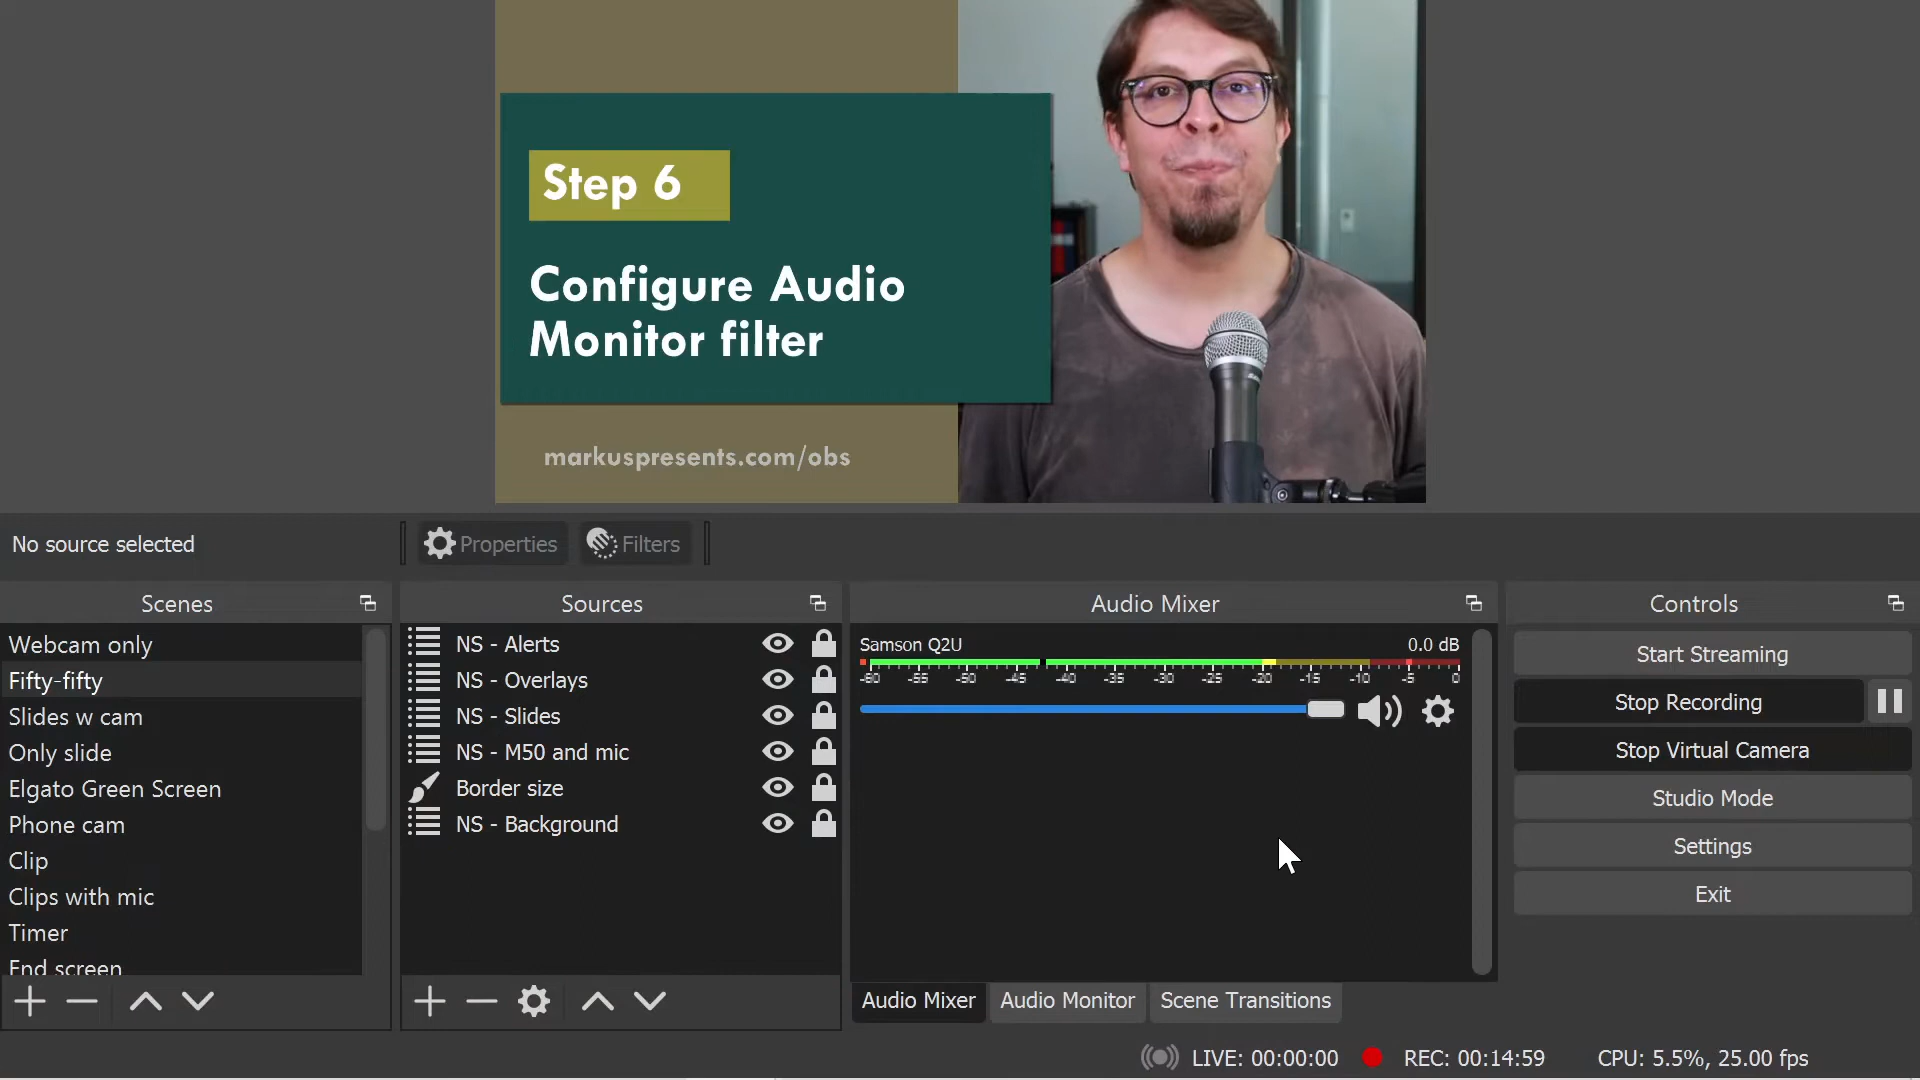 Step 6
Configure Audio
Monitor filter
markuspresents.com/obs
No source selected
Properties
Filters
Scenes
Webcam only
Fifty-fifty
Slides w cam
Only slide
Elgato Green Screen
Phone cam
Clip
Clips with mic
Timer
End screen
Sources
NS - Alerts
NS - Overlays
NS - Slides
NS - M50 and mic
Border size
NS - Background
Audio Mixer
Samson Q2U 0.0 dB
-60 -55 -50 -45 -40 -35 -30 -25 -20 -15 -10 -5 0
Audio Mixer Audio Monitor Scene Transitions
Controls
Start Streaming
Stop Recording
Stop Virtual Camera
Studio Mode
Settings
Exit
LIVE: 00:00:00 REC: 00:14:59 CPU: 5.5%, 25.00 fps